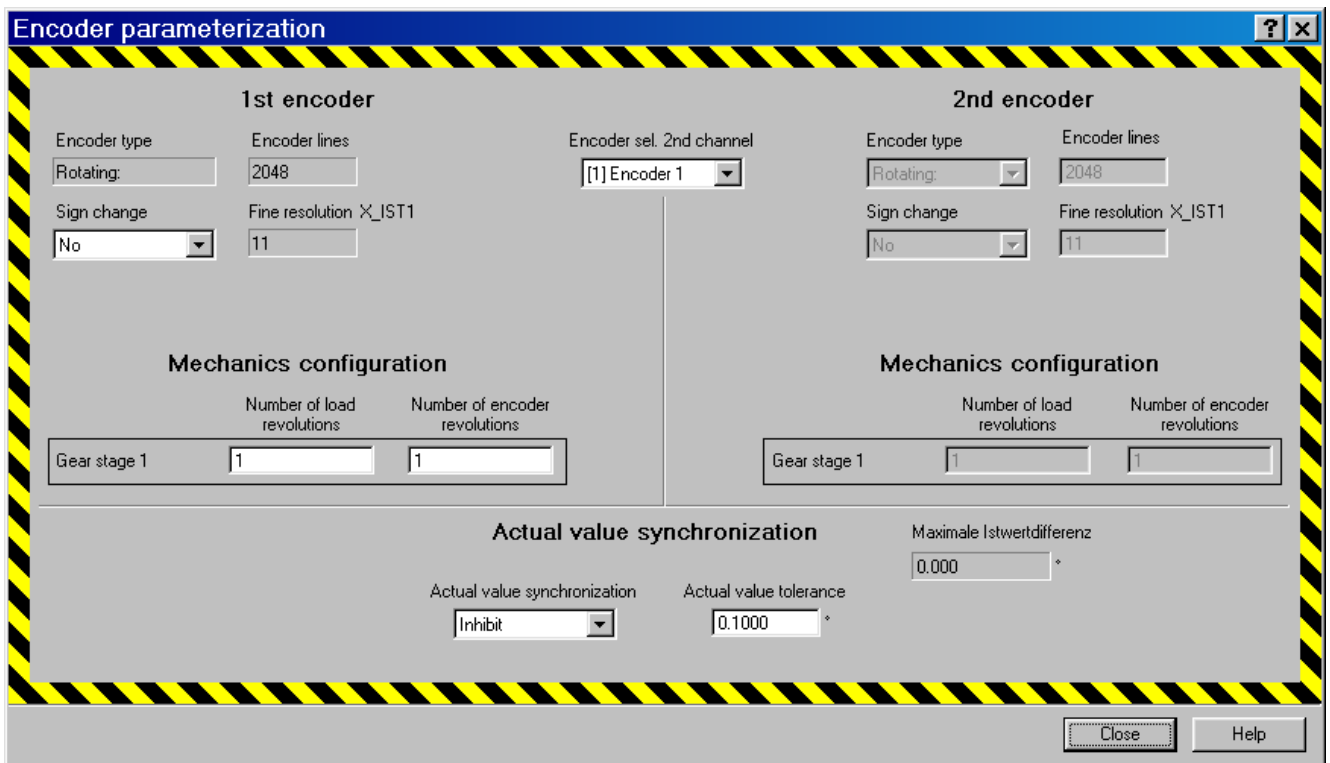 Encoder parameterization
1st encoder
Encoder type
Encoder lines
Rotating:
2048
Sign change
Fine resolution X_IST1
No
11
Encoder sel. 2nd channel
[1] Encoder 1
2nd encoder
Encoder type
Encoder lines
Rotating:
2048
Sign change
Fine resolution X_IST1
No
11
Mechanics configuration
Number of load
revolutions
Number of encoder
revolutions
Gear stage 1
1
1
Mechanics configuration
Number of load
revolutions
Number of encoder
revolutions
Gear stage 1
1
1
Actual value synchronization
Maximale Istwertdifferenz
0.000 °
Actual value synchronization
Actual value tolerance
Inhibit
0.1000 °
Close
Help